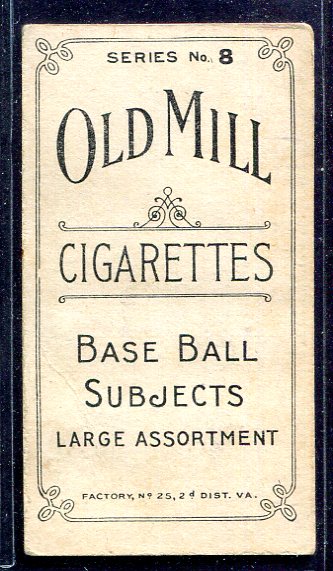 SERIES No. 8
OLD MILL
CIGARETTES
BASE BALL
SUBJECTS
LARGE ASSORTMENT
FACTORY, Nº 25, 2d DIST. VA.